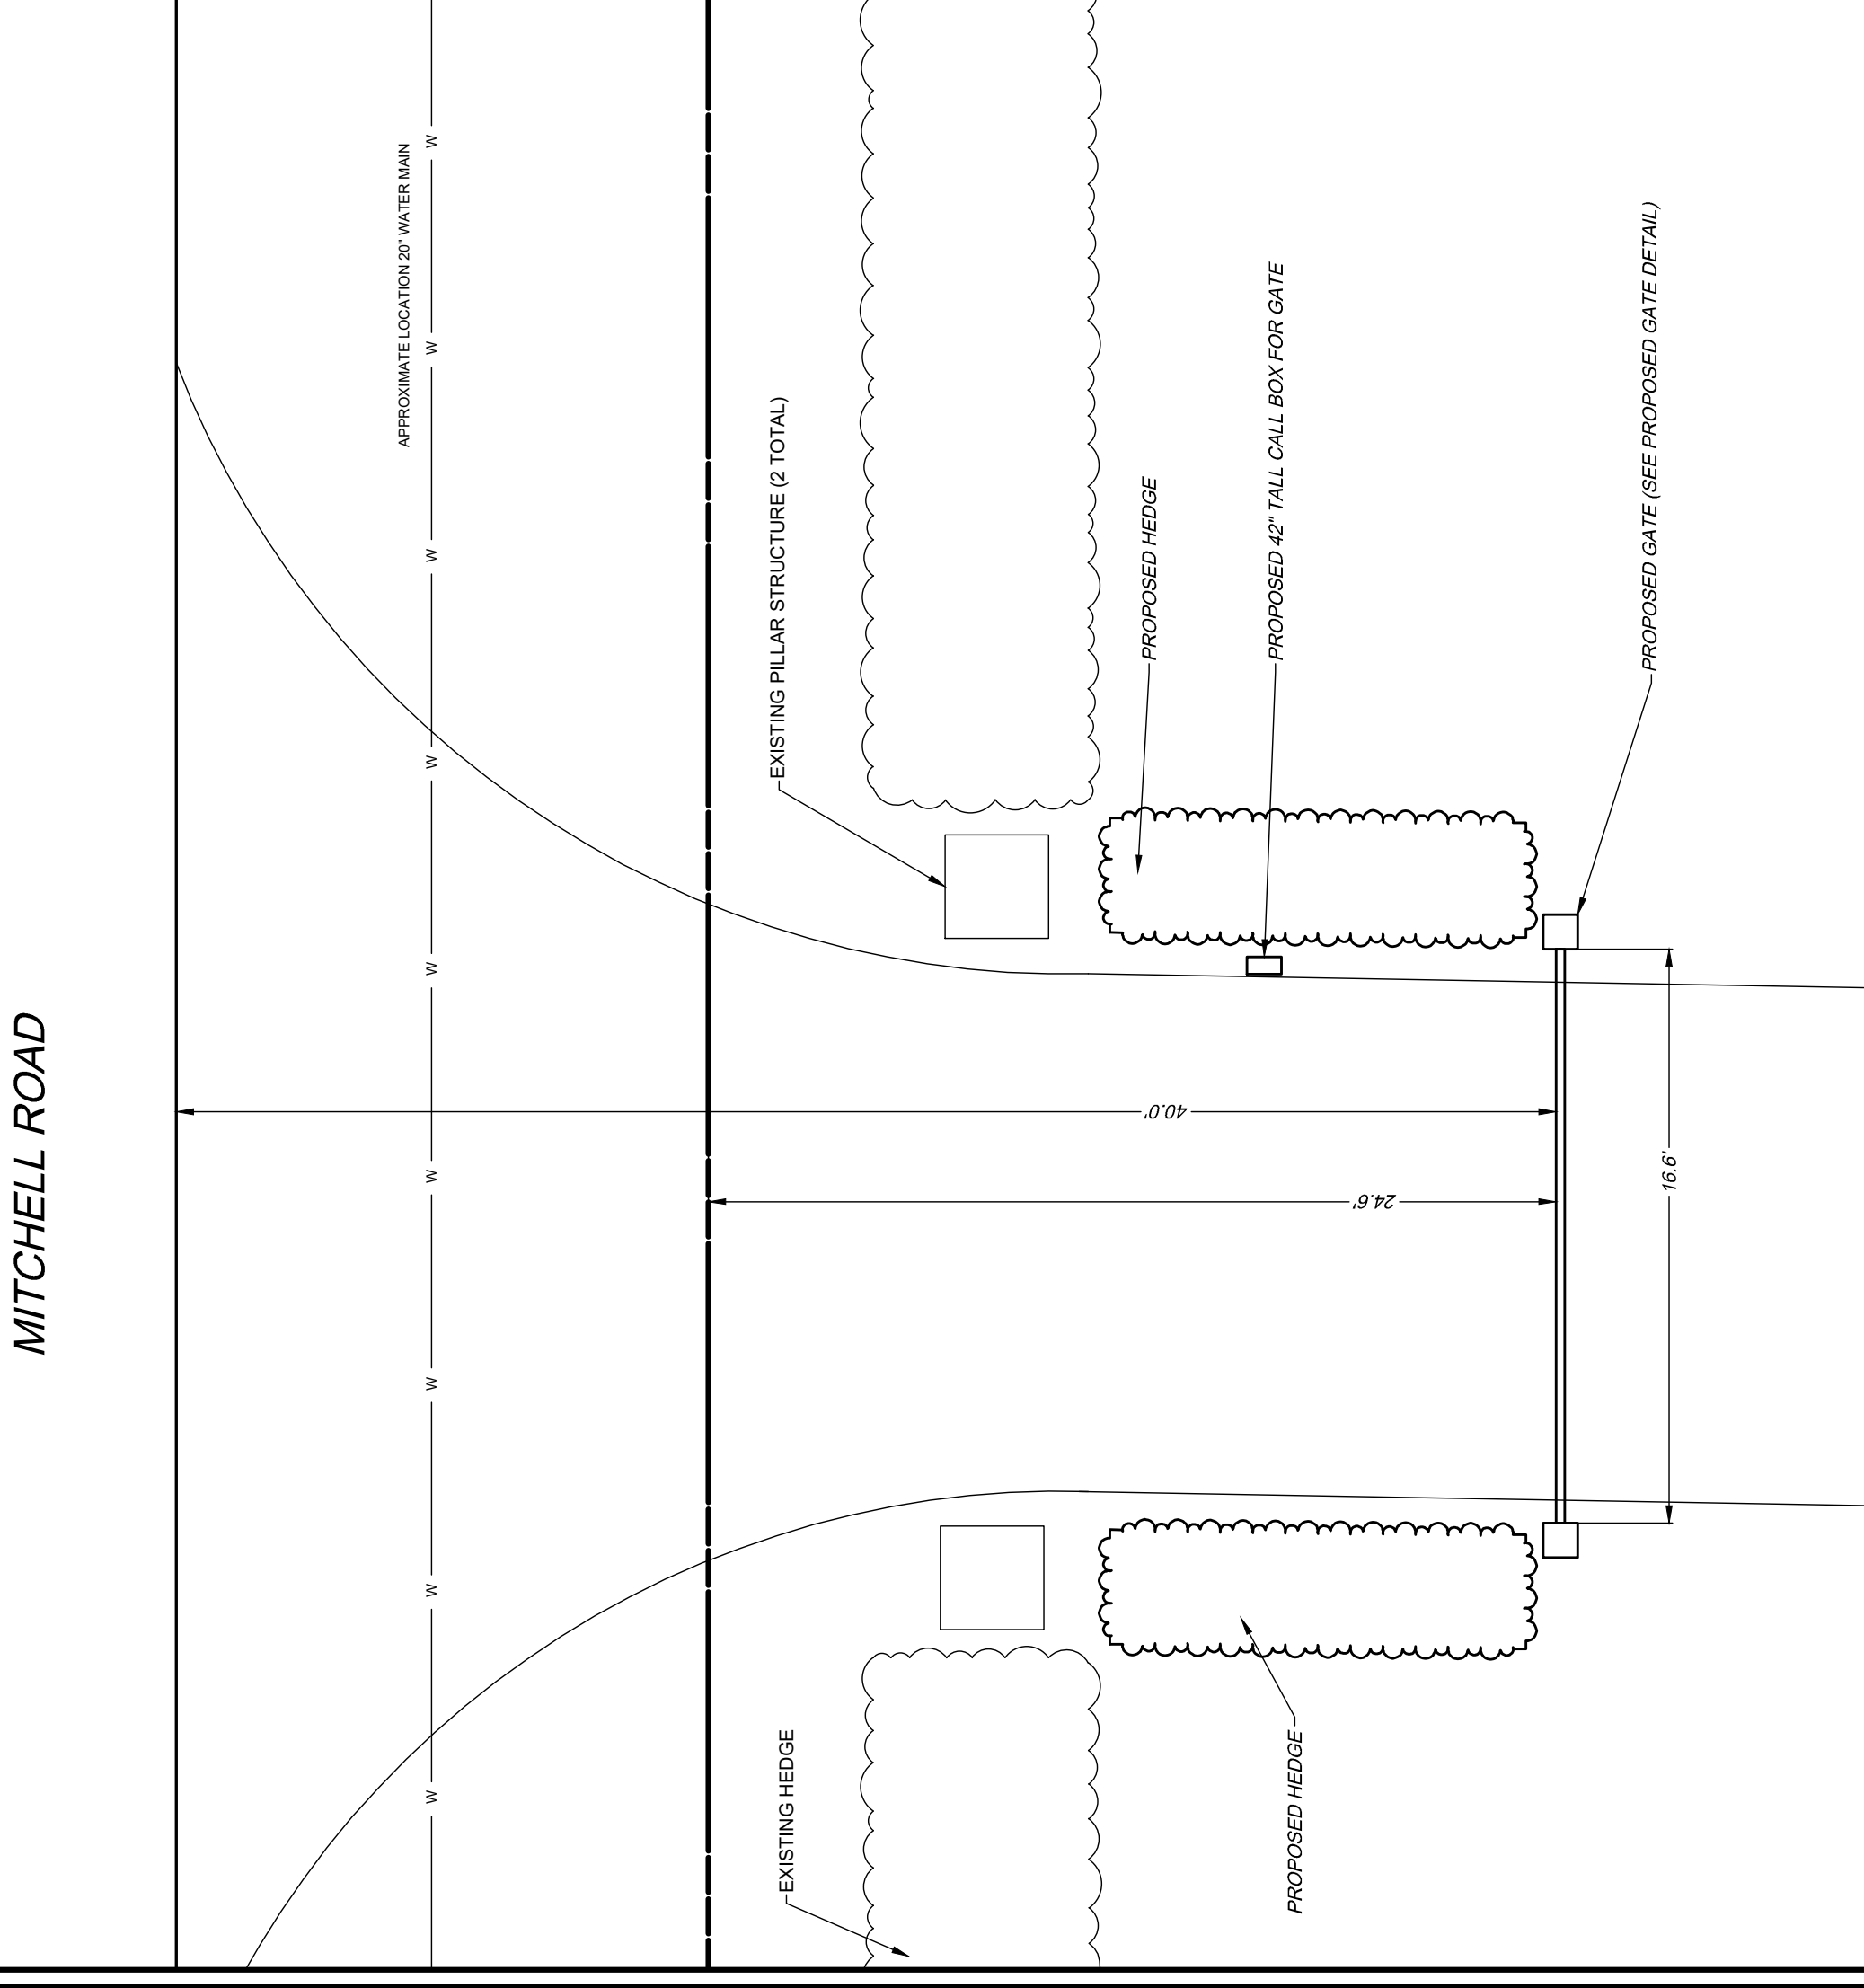 MITCHELL ROAD
APPROXIMATE LOCATION 20" WATER MAIN
W
W
W
W
W
W
W
W
W
EXISTING PILLAR STRUCTURE (2 TOTAL)
EXISTING HEDGE
PROPOSED HEDGE
PROPOSED 42" TALL CALL BOX FOR GATE
PROPOSED HEDGE
PROPOSED GATE (SEE PROPOSED GATE DETAIL)
40.0'
24.6'
16.6'